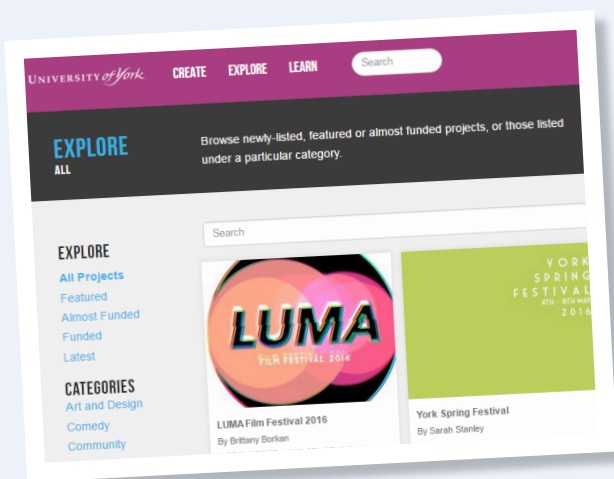 UNIVERSITY of York
CREATE EXPLORE LEARN Search
EXPLORE
ALL
Browse newly-listed, featured or almost funded projects, or those listed
under a particular category.
Search
EXPLORE
All Projects
Featured
Almost Funded
Funded
Latest
CATEGORIES
Art and Design
Comedy
Community
LUMA
FILM FESTIVAL 2016
LUMA Film Festival 2016
By Brittany Borkan
YORK
SPRING
FESTIVAL
4TH - 8TH MAY
2016
York Spring Festival
By Sarah Stanley